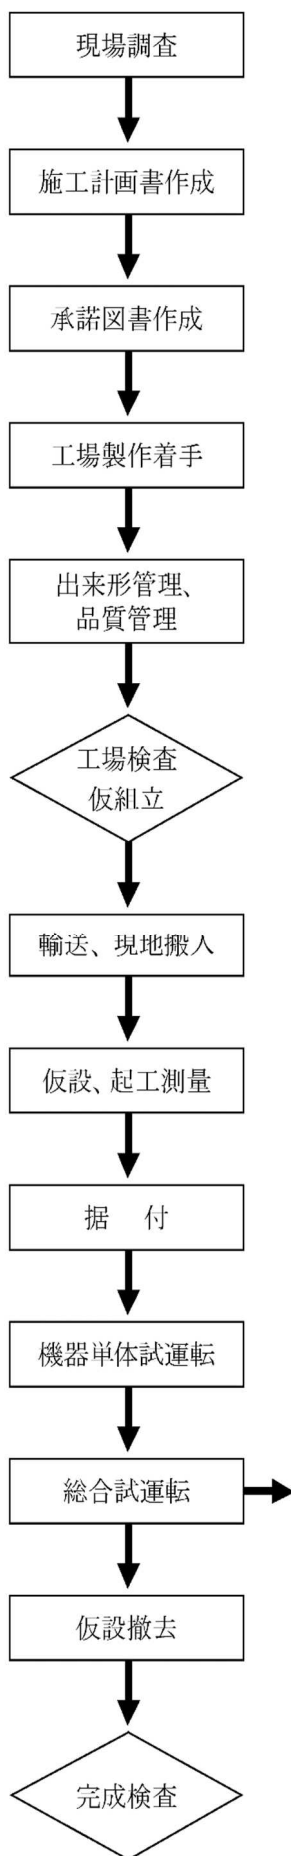 現場調査
施工計画書作成
承諾図書作成
工場製作着手
出来形管理、
品質管理
工場検査
仮組立
輸送、現地搬人
仮設、起工測量
据 付
機器単体試運転
総合試運転
仮設撤去
完成検査